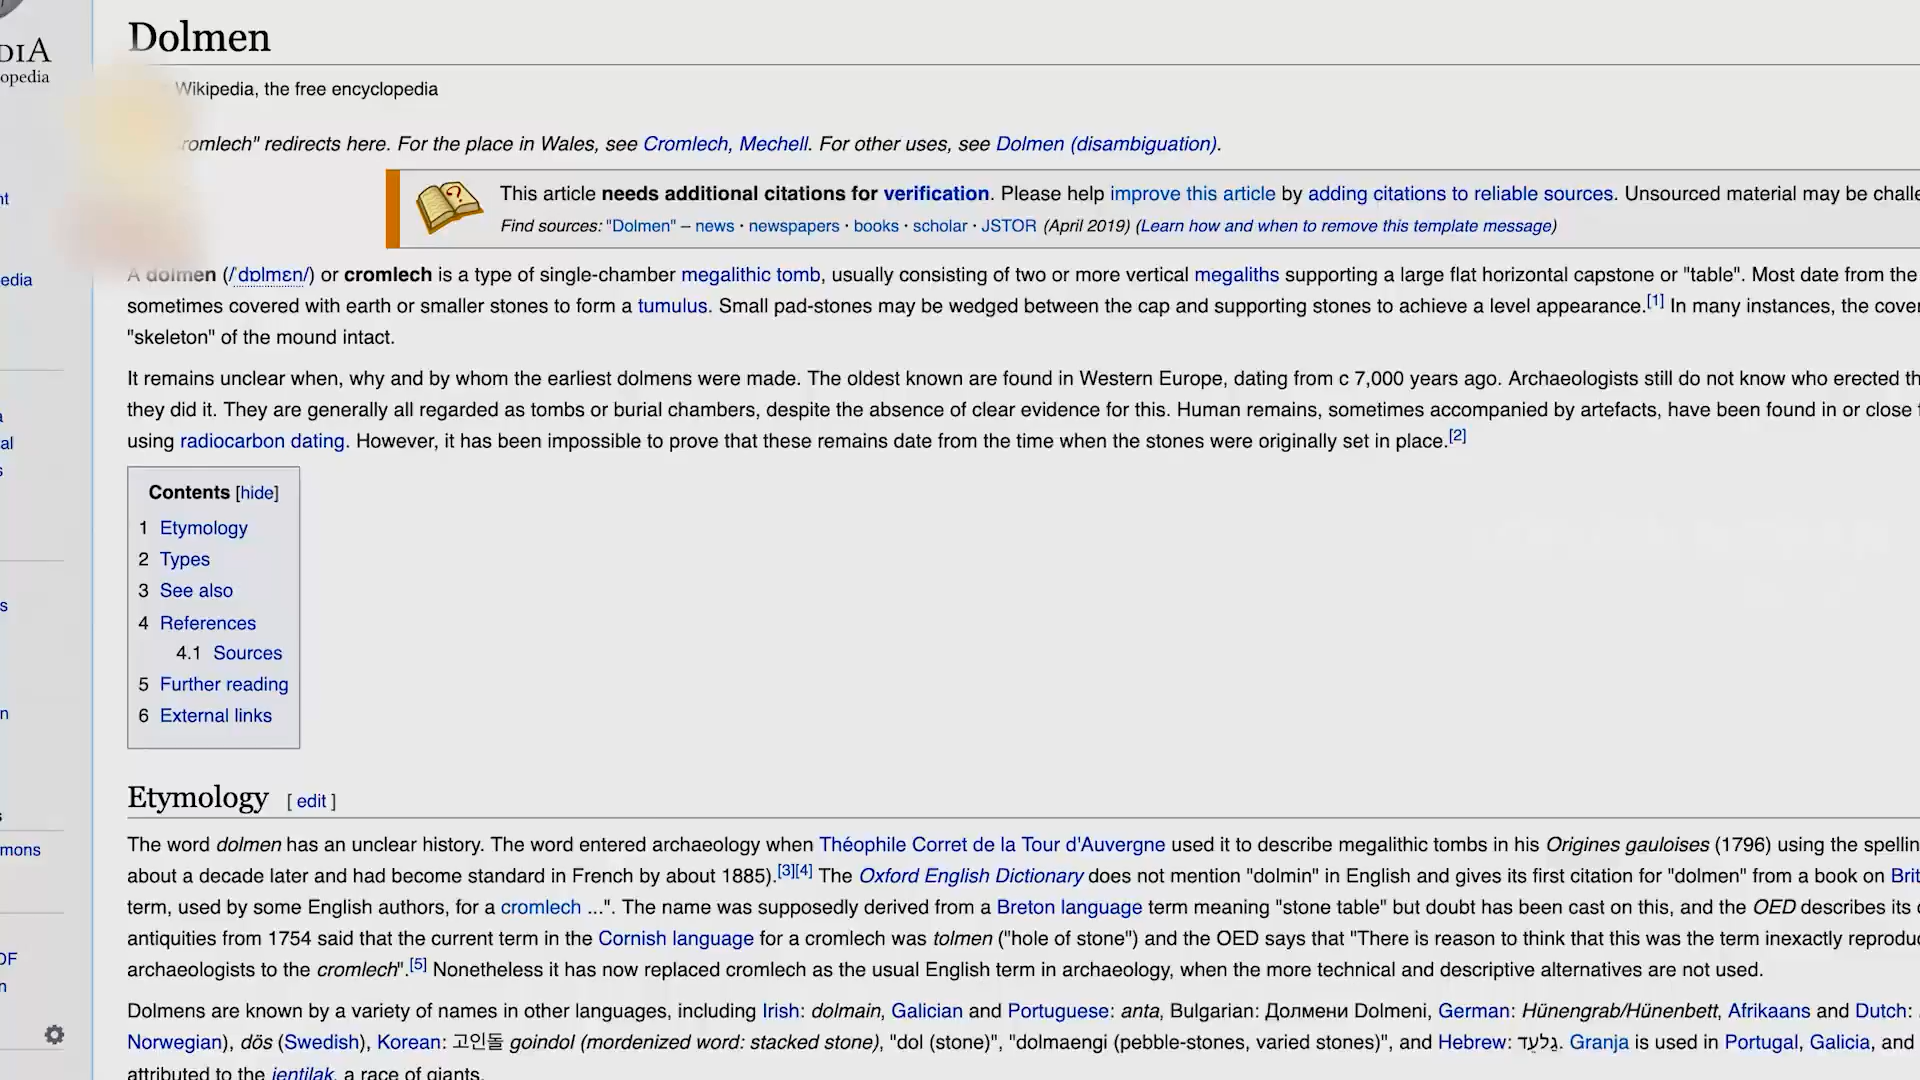 DIA
opedia
Dolmen
Wikipedia, the free encyclopedia
romlech" redirects here. For the place in Wales, see Cromlech, Mechell. For other uses, see Dolmen (disambiguation).
This article needs additional citations for verification. Please help improve this article by adding citations to reliable sources. Unsourced material may be challe
Find sources: "Dolmen" – news · newspapers · books · scholar · JSTOR (April 2019) (Learn how and when to remove this template message)
nt
edia
A dolmen (/ˈdɒlmɛn/) or cromlech is a type of single-chamber megalithic tomb, usually consisting of two or more vertical megaliths supporting a large flat horizontal capstone or "table". Most date from the
sometimes covered with earth or smaller stones to form a tumulus. Small pad-stones may be wedged between the cap and supporting stones to achieve a level appearance.[1] In many instances, the cover
"skeleton" of the mound intact.
It remains unclear when, why and by whom the earliest dolmens were made. The oldest known are found in Western Europe, dating from c 7,000 years ago. Archaeologists still do not know who erected th
they did it. They are generally all regarded as tombs or burial chambers, despite the absence of clear evidence for this. Human remains, sometimes accompanied by artefacts, have been found in or close
using radiocarbon dating. However, it has been impossible to prove that these remains date from the time when the stones were originally set in place.[2]
a
al
s
Contents [hide]
1 Etymology
2 Types
3 See also
4 References
4.1 Sources
5 Further reading
6 External links
s
n
s
mons
DF
n
Etymology [ edit ]
The word dolmen has an unclear history. The word entered archaeology when Théophile Corret de la Tour d'Auvergne used it to describe megalithic tombs in his Origines gauloises (1796) using the spellin
about a decade later and had become standard in French by about 1885).[3][4] The Oxford English Dictionary does not mention "dolmin" in English and gives its first citation for "dolmen" from a book on Brit
term, used by some English authors, for a cromlech ...". The name was supposedly derived from a Breton language term meaning "stone table" but doubt has been cast on this, and the OED describes its
antiquities from 1754 said that the current term in the Cornish language for a cromlech was tolmen ("hole of stone") and the OED says that "There is reason to think that this was the term inexactly reprodu
archaeologists to the cromlech".[5] Nonetheless it has now replaced cromlech as the usual English term in archaeology, when the more technical and descriptive alternatives are not used.
Dolmens are known by a variety of names in other languages, including Irish: dolmain, Galician and Portuguese: anta, Bulgarian: Долмени Dolmeni, German: Hünengrab/Hünenbett, Afrikaans and Dutch:
Norwegian), dös (Swedish), Korean: 고인돌 goindol (mordenized word: stacked stone), "dol (stone)", "dolmaengi (pebble-stones, varied stones)", and Hebrew: גַלְעֵד. Granja is used in Portugal, Galicia, and
attributed to the jentilak, a race of giants.